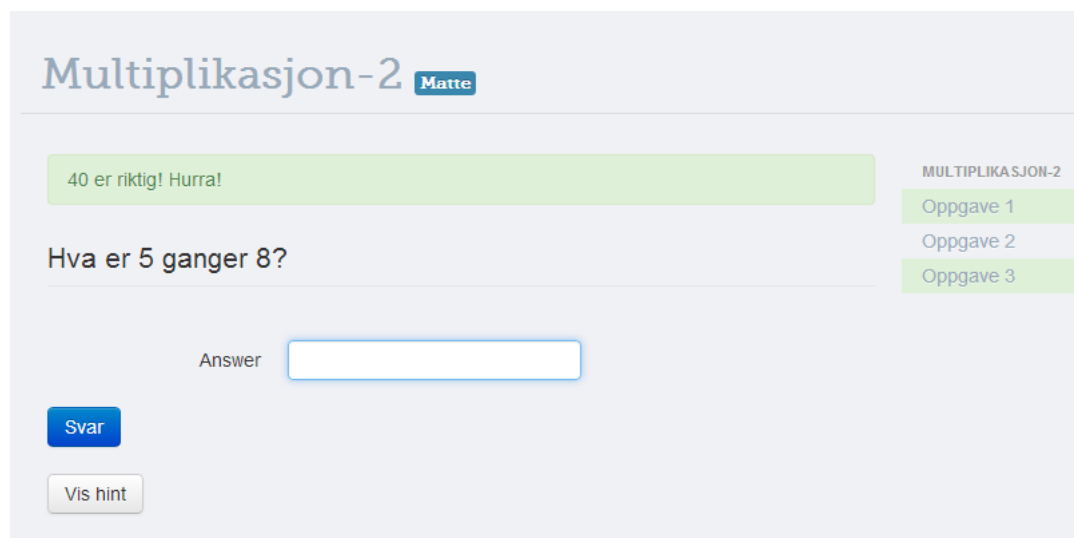 Multiplikasjon-2 Matte
40 er riktig! Hurra!
Hva er 5 ganger 8?
Answer
Svar
Vis hint
MULTIPLIKASJON-2
Oppgave 1
Oppgave 2
Oppgave 3